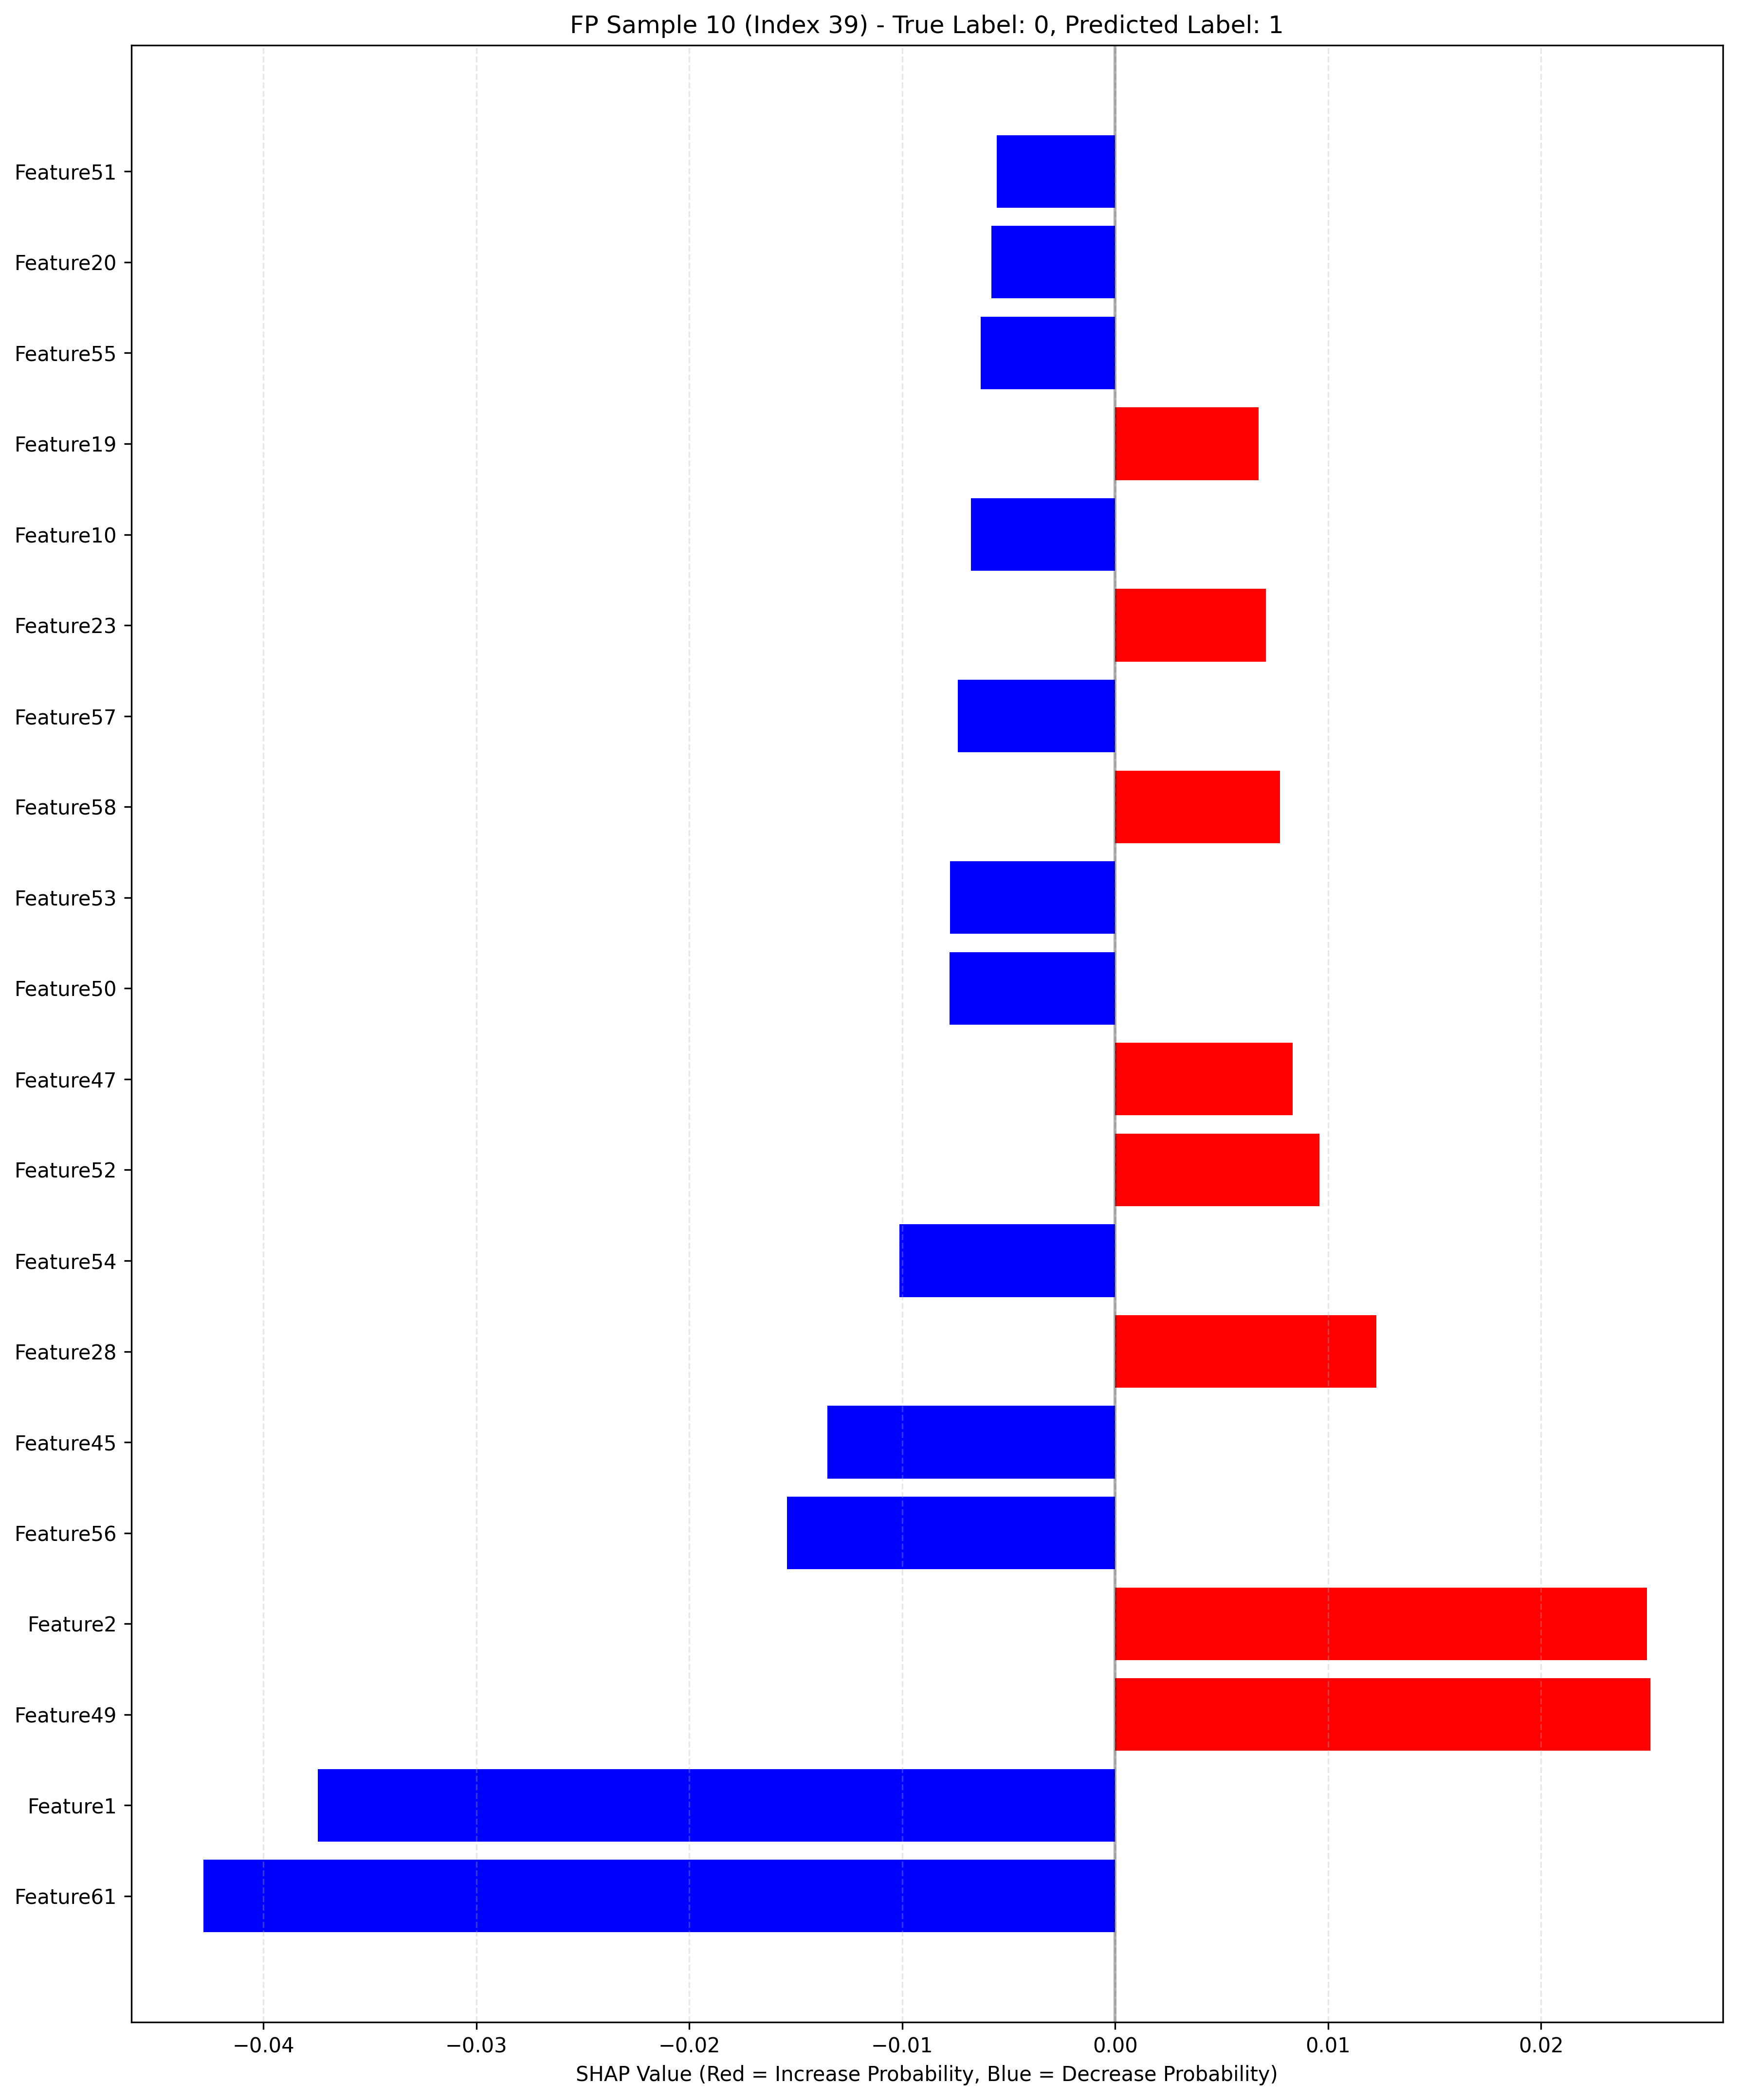 FP Sample 10 (Index 39) - True Label: 0, Predicted Label: 1
Feature51
Feature20
Feature55
Feature19
Feature10
Feature23
Feature57
Feature58
Feature53
Feature50
Feature47
Feature52
Feature54
Feature28
Feature45
Feature56
Feature2
Feature49
Feature1
Feature61
−0.04 −0.03 −0.02 −0.01 0.00 0.01 0.02
SHAP Value (Red = Increase Probability, Blue = Decrease Probability)